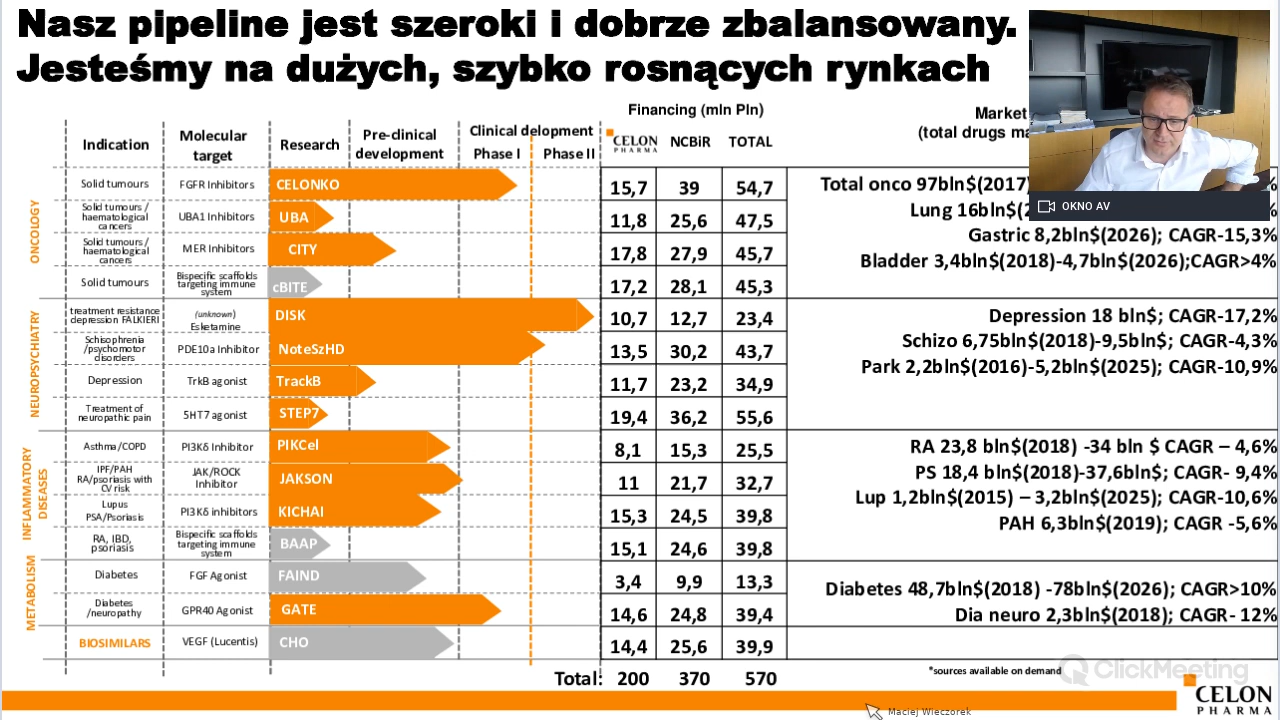 Nasz pipeline jest szeroki i dobrze zbalansowany.
Jesteśmy na dużych, szybko rosnących rynkach
Financing (mln Pln)
Market
(total drugs
Indication
Molecular
target
Research
Pre-clinical
development
Clinical delopment
Phase I
Phase II
CELON
PHARMA
NCBiR
TOTAL
OKNO AV
ONCOLOGY
Solid tumours
FGFR Inhibitors
CELONKO
15,7
39
54,7
Solid tumours /
haematological
cancers
UBA1 Inhibitors
UBA
11,8
25,6
47,5
Solid tumours /
haematological
cancers
MER Inhibitors
CITY
17,8
27,9
45,7
Solid tumours
Bispecific scaffolds
targeting immune
system
cBITE
17,2
28,1
45,3
Total onco 97bln$(2017)
Lung 16bln$(2
Gastric 8,2bln$(2026); CAGR-15,3%
Bladder 3,4bln$(2018)-4,7bln$(2026);CAGR>4%
NEUROPSYCHIATRY
treatment resistance
depression FALKIERI
(unknown)
Esketamine
DISK
10,7
12,7
23,4
Schisophrenia
/psychomotor
disorders
PDE10a Inhibitor
NoteSzHD
13,5
30,2
43,7
Depression
TrkB agonist
TrackB
11,7
23,2
34,9
Treatment of
neuropathic pain
5HT7 agonist
STEP7
19,4
36,2
55,6
Depression 18 bln$; CAGR-17,2%
Schizo 6,75bln$(2018)-9,5bln$; CAGR-4,3%
Park 2,2bln$(2016)-5,2bln$(2025); CAGR-10,9%
INFLAMMATORY
DISEASES
Asthma/COPD
PI3Kδ Inhibitor
PIKCel
8,1
15,3
25,5
IPF/PAH
RA/psoriasis with
CV risk
JAK/ROCK
Inhibitor
JAKSON
11
21,7
32,7
Lupus
PSA/Psoriasis
PI3Kδ inhibitors
KICHAI
15,3
24,5
39,8
RA, IBD,
psoriasis
Bispecific scaffolds
targeting immune
system
BAAP
15,1
24,6
39,8
RA 23,8 bln$(2018) -34 bln $ CAGR – 4,6%
PS 18,4 bln$(2018)-37,6bln$; CAGR- 9,4%
Lup 1,2bln$(2015) – 3,2bln$(2025); CAGR-10,6%
PAH 6,3bln$(2019); CAGR -5,6%
METABOLISM
Diabetes
FGF Agonist
FAIND
3,4
9,9
13,3
Diabetes
/neuropathy
GPR40 Agonist
GATE
14,6
24,8
39,4
Diabetes 48,7bln$(2018) -78bln$(2026); CAGR>10%
Dia neuro 2,3bln$(2018); CAGR- 12%
BIOSIMILARS
VEGF (Lucentis)
CHO
14,4
25,6
39,9
Total:
200
370
570
*sources available on demand
ClickMeeting
Maciej Wieczorek
CELON
PHARMA